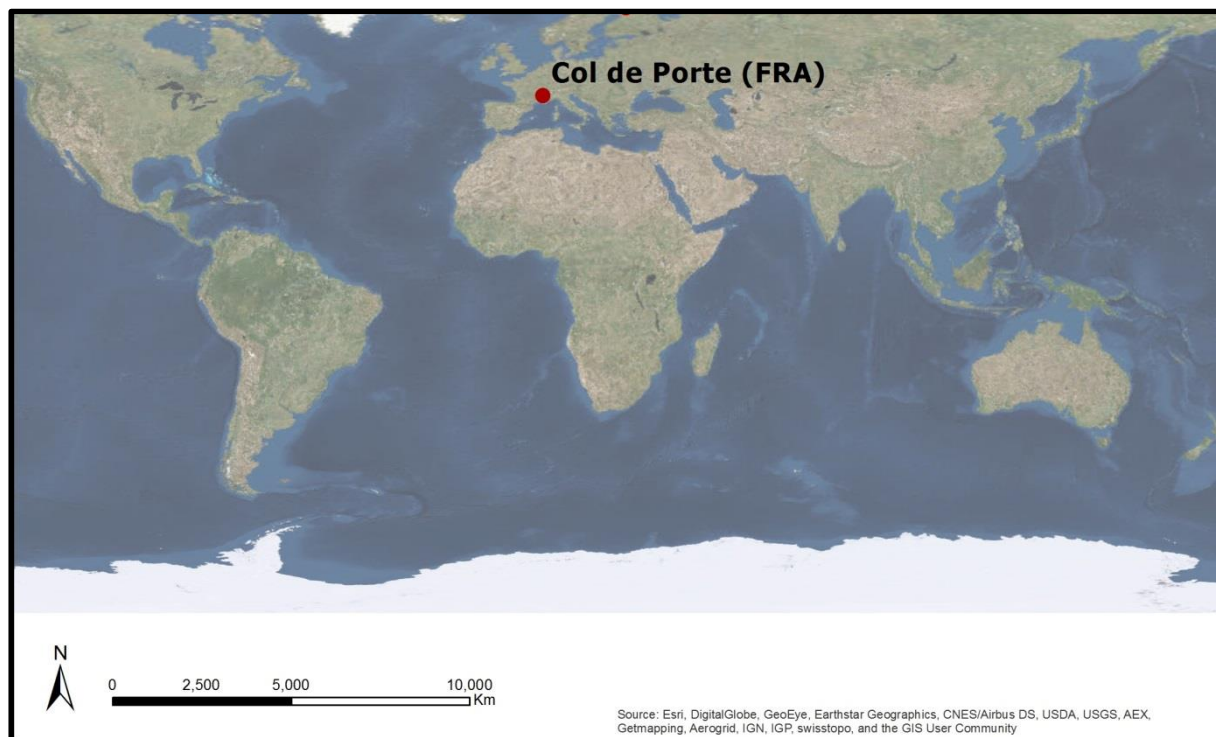 Col de Porte (FRA)
N
0 2,500 5,000 10,000
Km
Source: Esri, DigitalGlobe, GeoEye, Earthstar Geographics, CNES/Airbus DS, USDA, USGS, AEX,
Getmapping, Aerogrid, IGN, IGP, swisstopo, and the GIS User Community